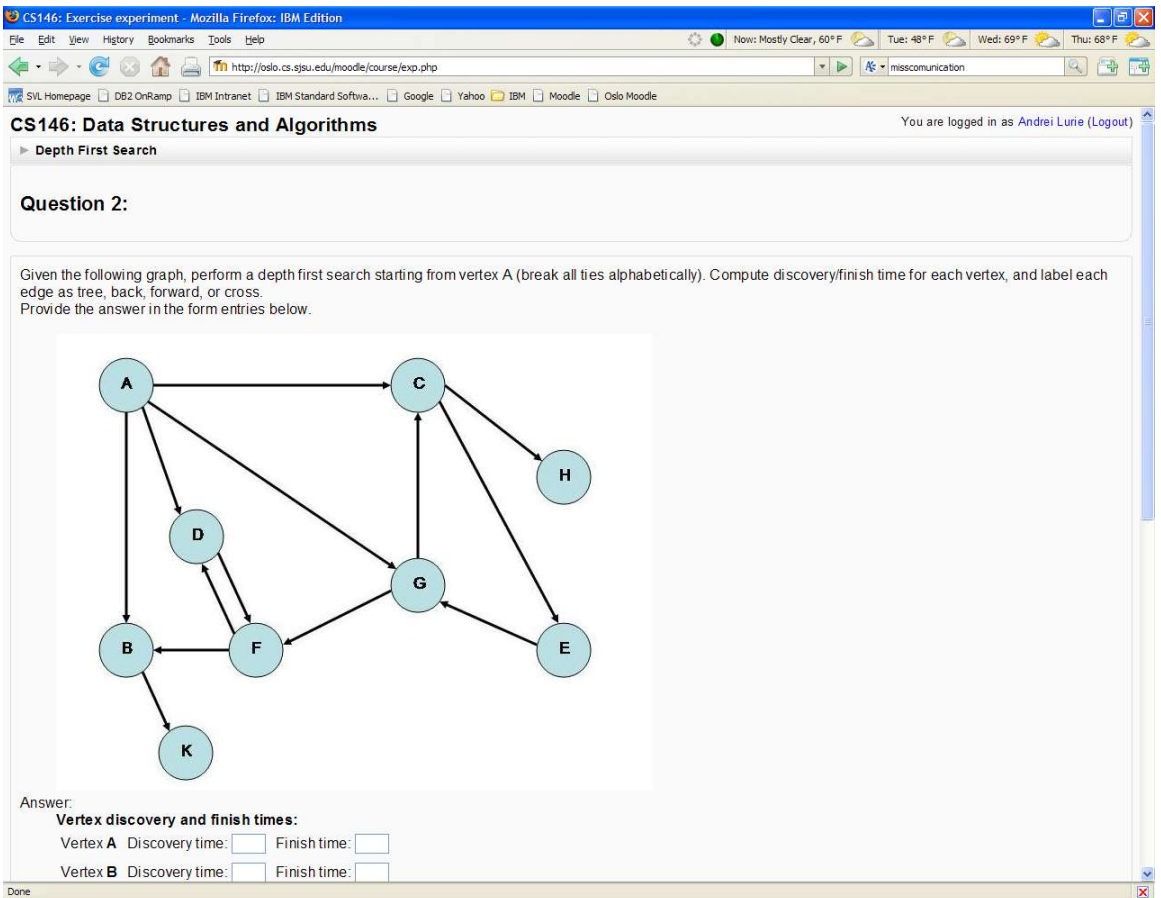 CS146: Exercise experiment - Mozilla Firefox: IBM Edition
File Edit View History Bookmarks Tools Help Now: Mostly Clear, 60° F Tue: 48° F Wed: 69° F Thu: 68° F
http://oslo.cs.sjsu.edu/moodle/course/exp.php misscomunication
SVL Homepage DB2 OnRamp IBM Intranet IBM Standard Softwa... Google Yahoo IBM Moodle Oslo Moodle
CS146: Data Structures and Algorithms You are logged in as Andrei Lurie (Logout)
Depth First Search
Question 2:
Given the following graph, perform a depth first search starting from vertex A (break all ties alphabetically). Compute discovery/finish time for each vertex, and label each
edge as tree, back, forward, or cross.
Provide the answer in the form entries below.
A C
H
D
G
B F E
K
Answer:
Vertex discovery and finish times:
Vertex A Discovery time: Finish time:
Vertex B Discovery time: Finish time:
Done